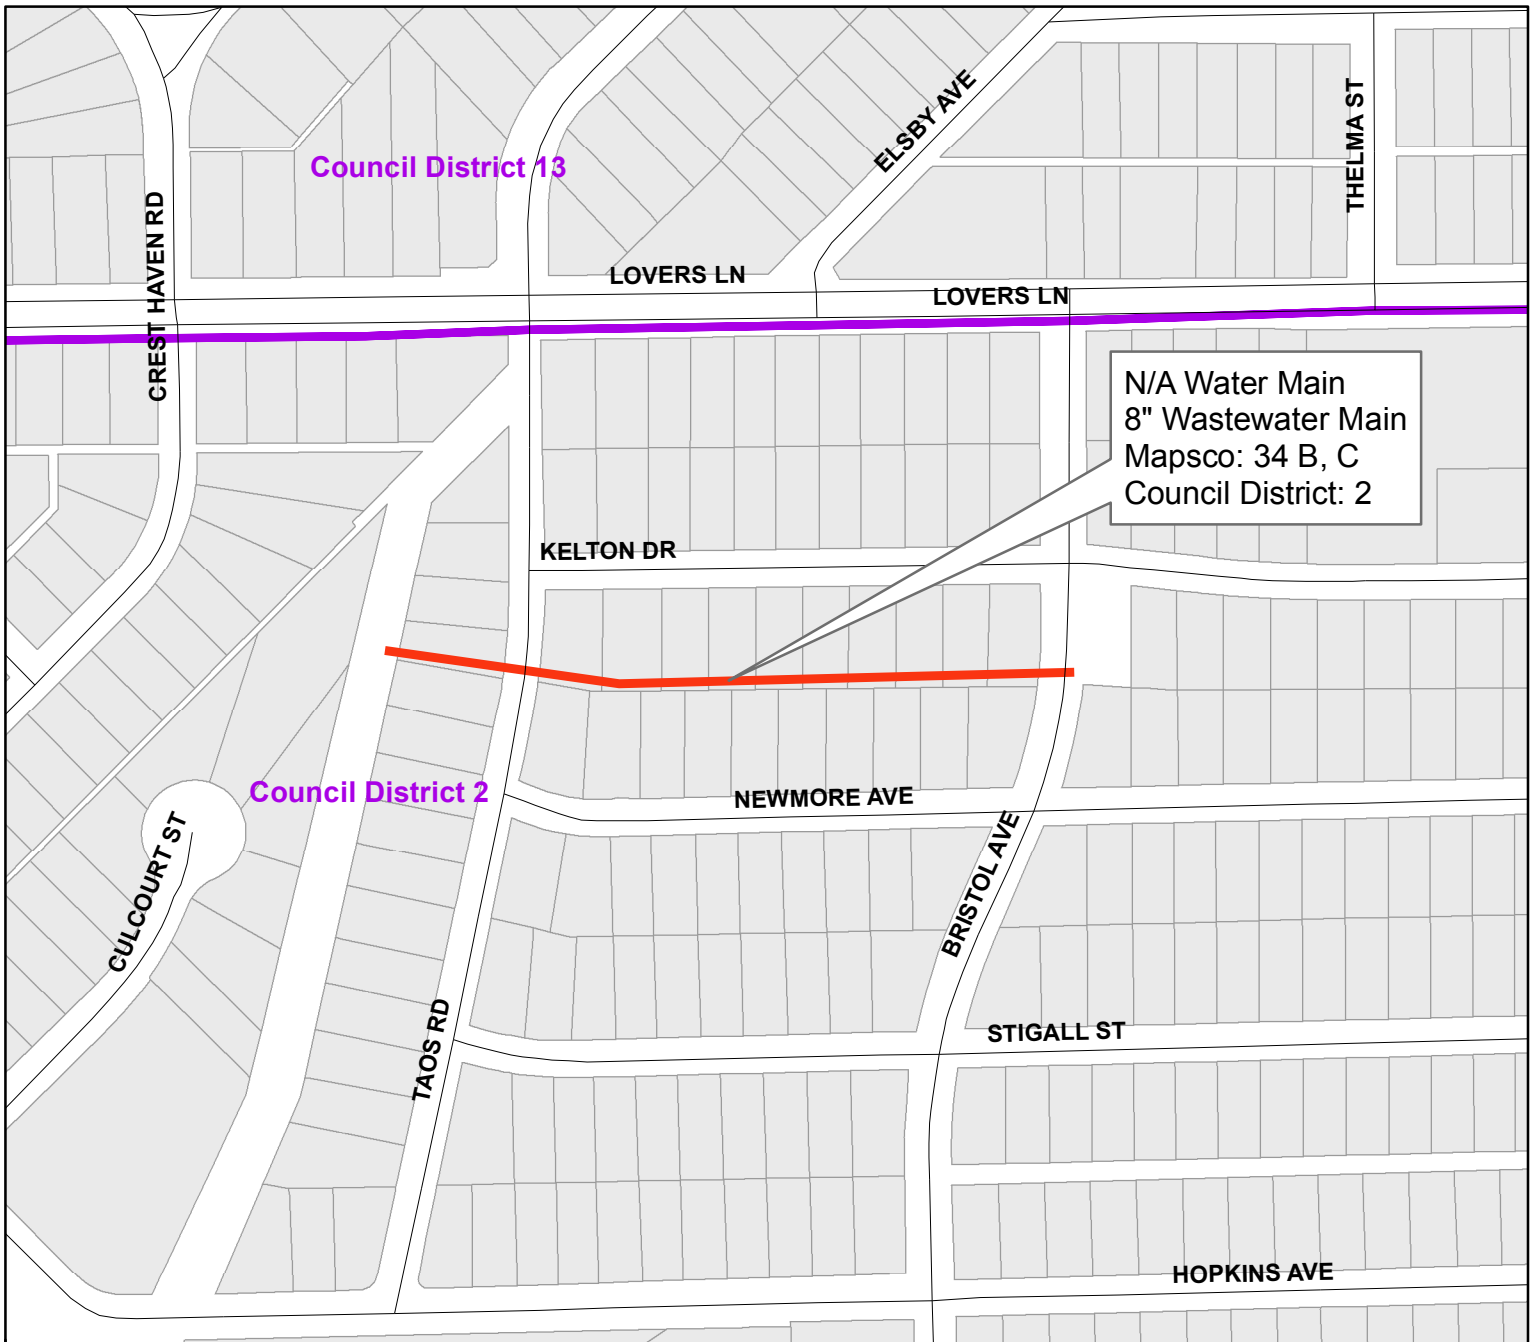 ELSBY AVE
THELMA ST
Council District 13
CREST HAVEN RD
LOVERS LN
LOVERS LN
N/A Water Main
8" Wastewater Main
Mapsco: 34 B, C
Council District: 2
KELTON DR
Council District 2
NEWMORE AVE
CULCOURT ST
BRISTOL AVE
TAOS RD
STIGALL ST
HOPKINS AVE